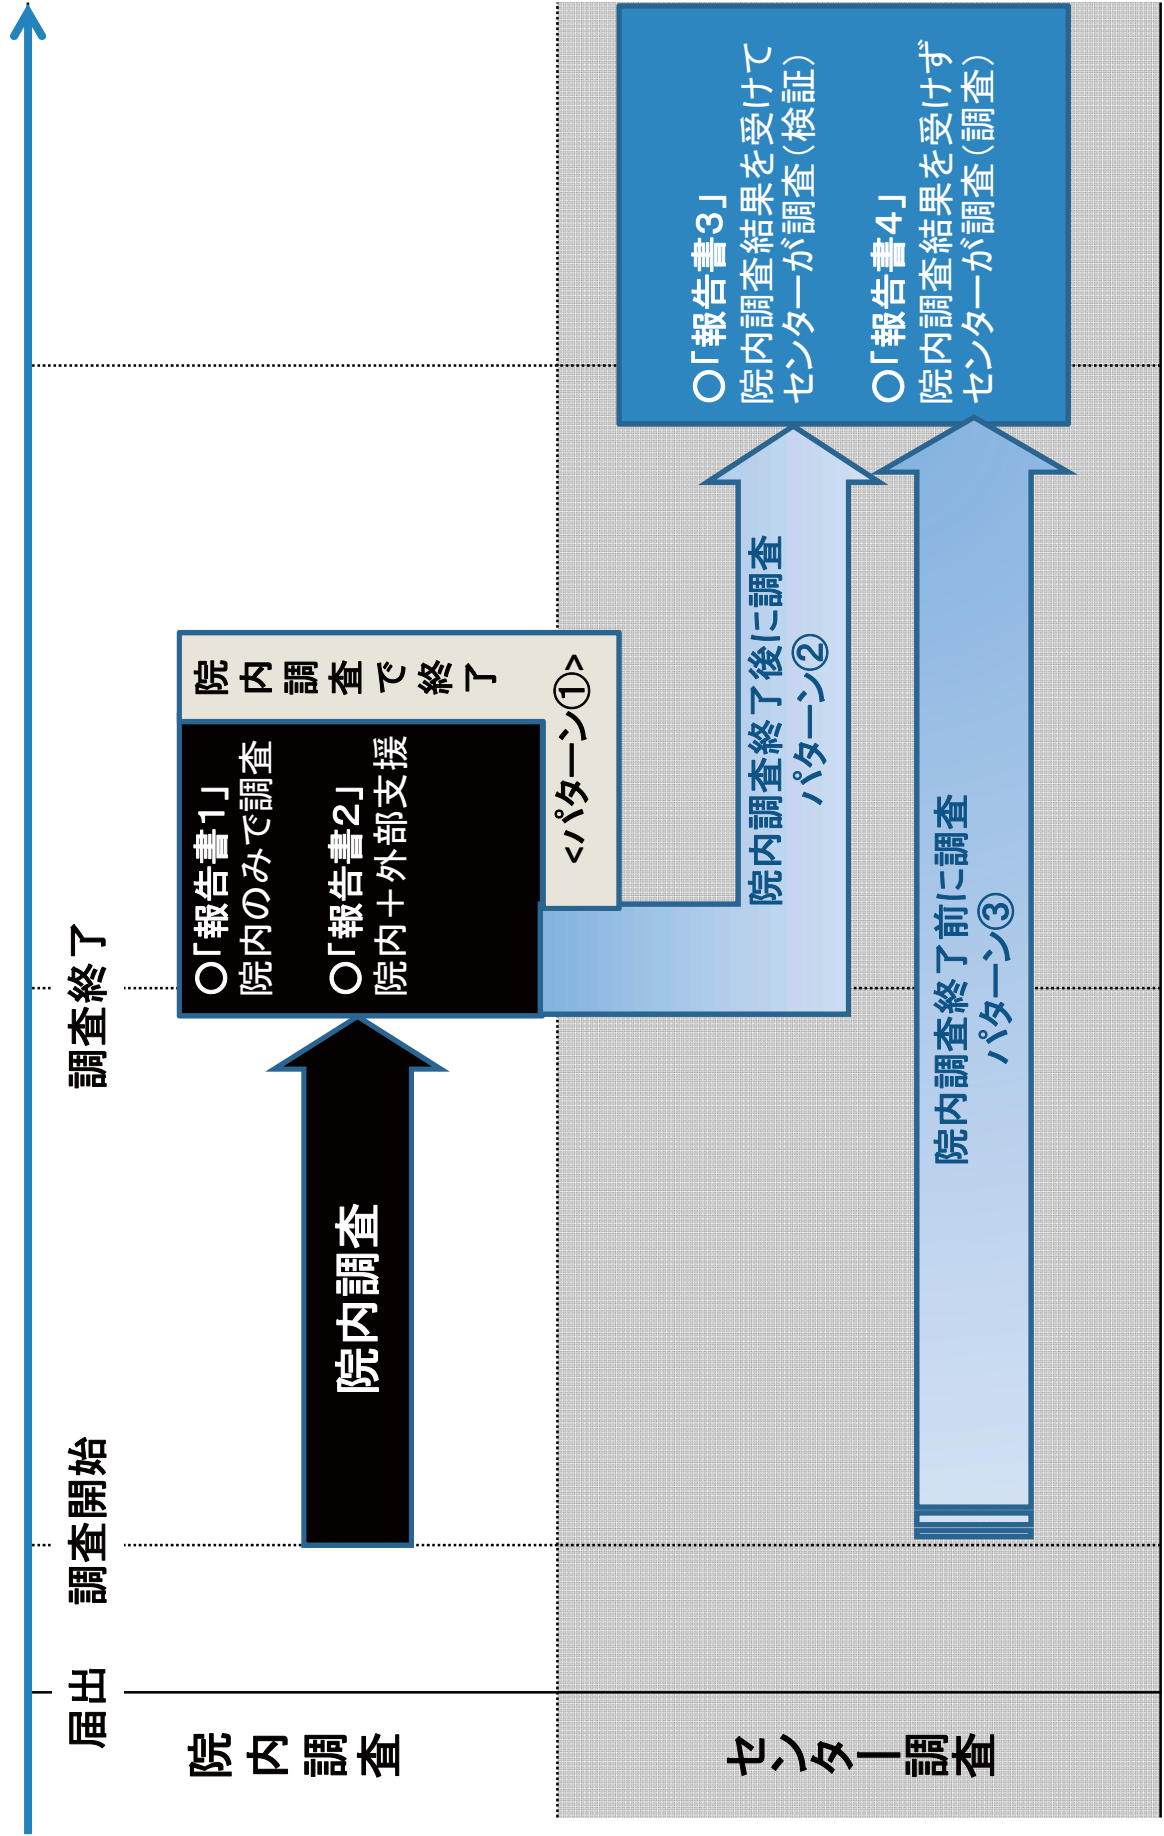 届出
調査開始
調査終了
院内調査
院内調査
○「報告書1」
院内のみで調査
○「報告書2」
院内＋外部支援
院内調査で終了
<パターン①>
センター調査
院内調査終了後に調査
パターン②
院内調査終了前に調査
パターン③
○「報告書3」
院内調査結果を受けて
センターが調査（検証）
○「報告書4」
院内調査結果を受けず
センターが調査（調査）